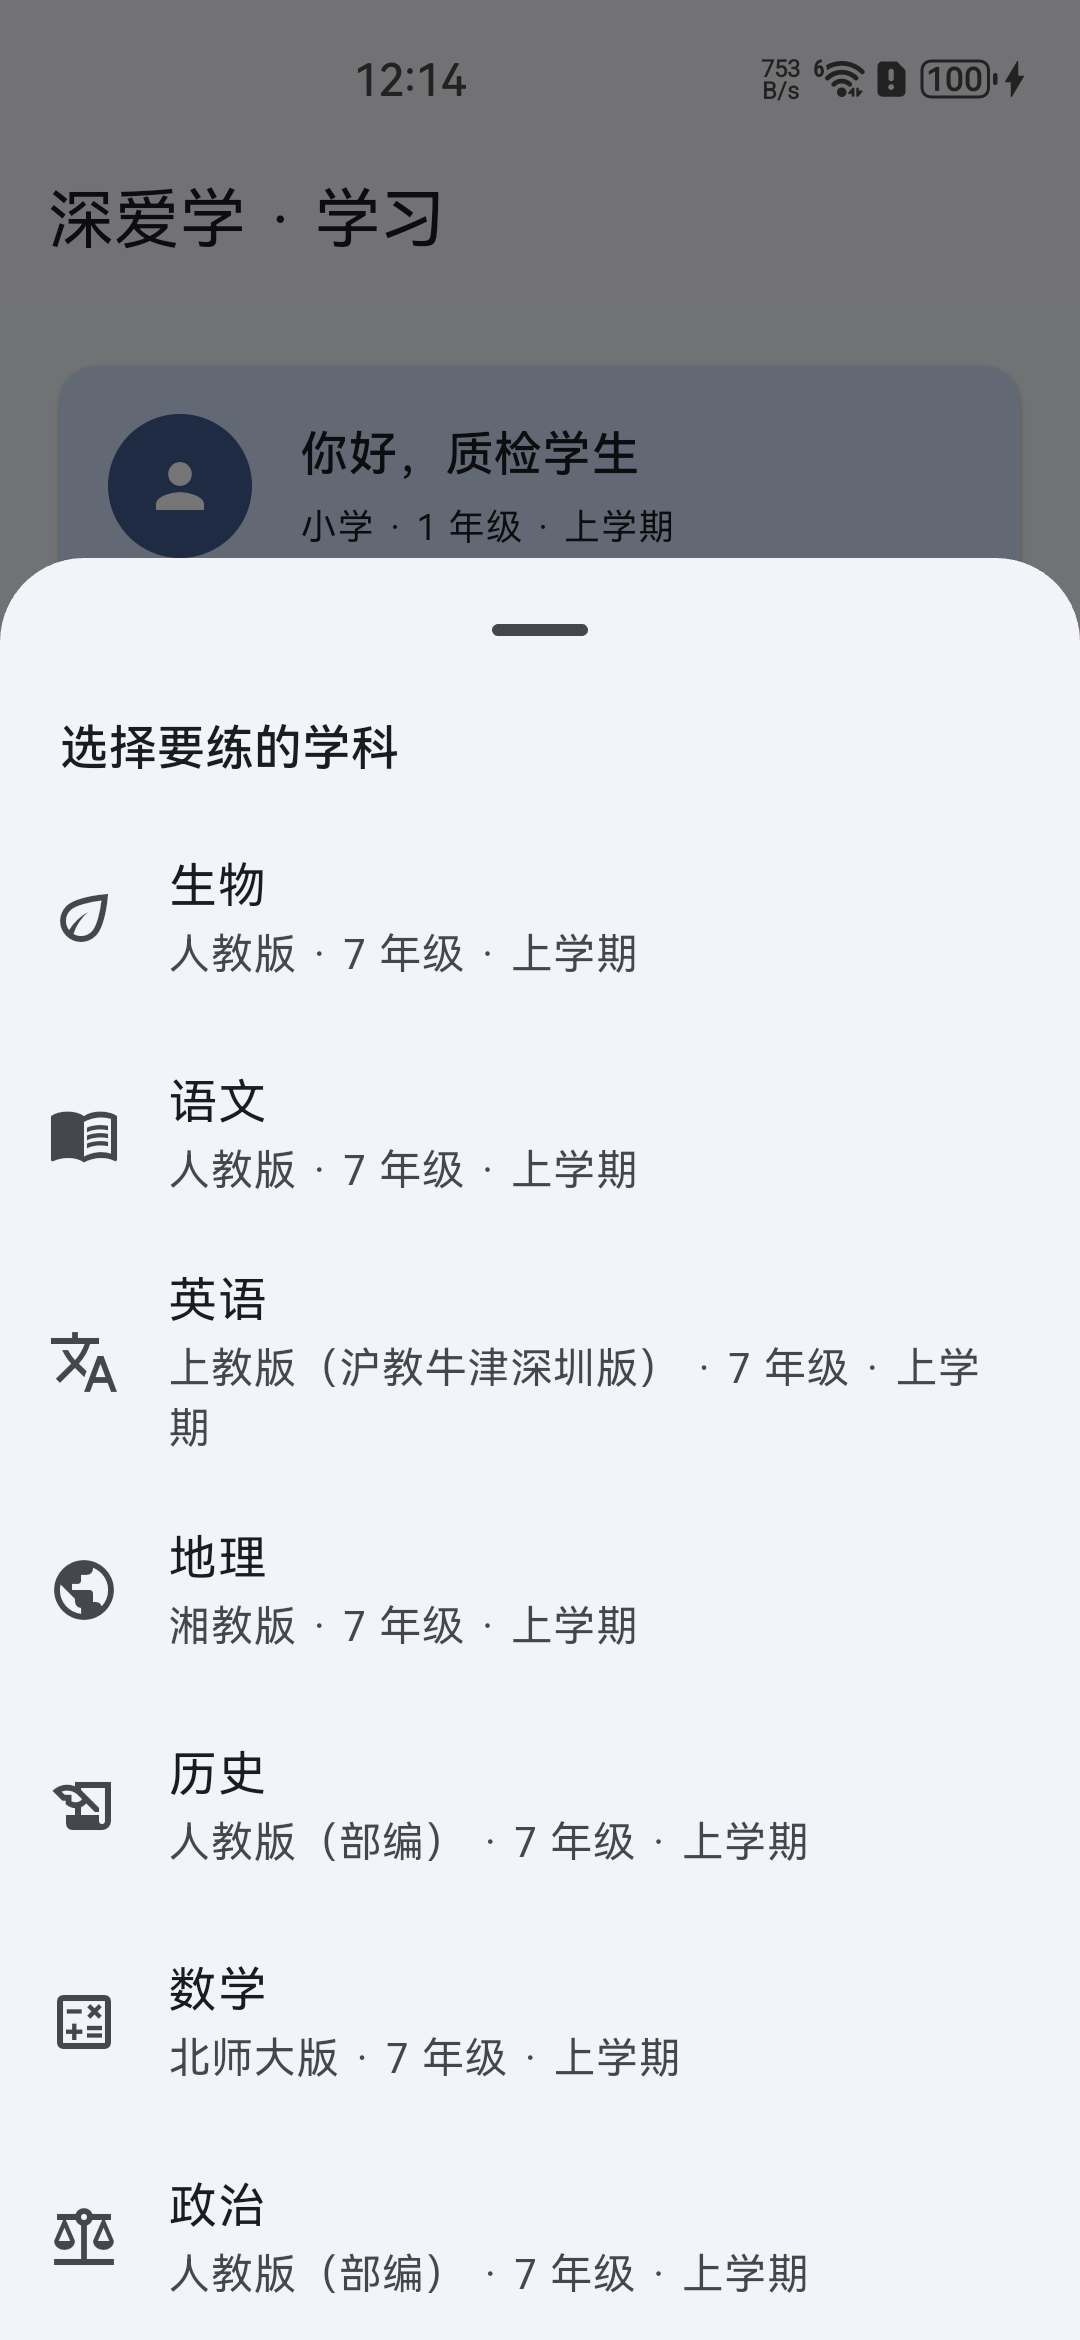 12:14
753 B/s
6
100
深爱学 · 学习
你好，质检学生
小学 · 1 年级 · 上学期
选择要练的学科
生物
人教版 · 7 年级 · 上学期
语文
人教版 · 7 年级 · 上学期
英语
上教版（沪教牛津深圳版） · 7 年级 · 上学
期
地理
湘教版 · 7 年级 · 上学期
历史
人教版（部编） · 7 年级 · 上学期
数学
北师大版 · 7 年级 · 上学期
政治
人教版（部编） · 7 年级 · 上学期